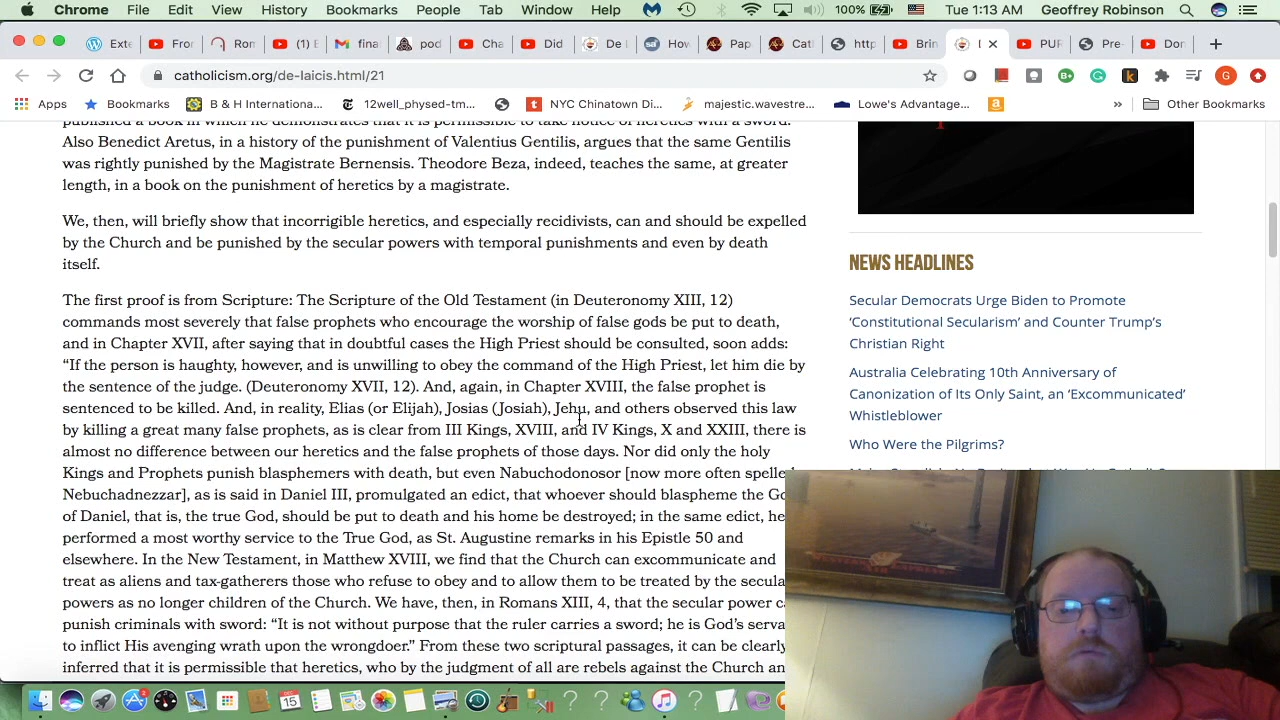 Chrome File Edit View History Bookmarks People Tab Window Help 100% Tue 1:13 AM Geoffrey Robinson
Exte Fror Ror (1) E fina pod Cha Did De L How Pap Catl http Brin PUF Pre- Don
catholicism.org/de-laicis.html/21
Apps Bookmarks B & H Internationa... 12well_physed-tm... NYC Chinatown Di... majestic.wavestre... Lowe's Advantage... » Other Bookmarks
published a book in which he demonstrates that it is permissible to take notice of heretics with a sword.
Also Benedict Aretus, in a history of the punishment of Valentius Gentilis, argues that the same Gentilis
was rightly punished by the Magistrate Bernensis. Theodore Beza, indeed, teaches the same, at greater
length, in a book on the punishment of heretics by a magistrate.
We, then, will briefly show that incorrigible heretics, and especially recidivists, can and should be expelled
by the Church and be punished by the secular powers with temporal punishments and even by death
itself.
The first proof is from Scripture: The Scripture of the Old Testament (in Deuteronomy XIII, 12)
commands most severely that false prophets who encourage the worship of false gods be put to death,
and in Chapter XVII, after saying that in doubtful cases the High Priest should be consulted, soon adds:
“If the person is haughty, however, and is unwilling to obey the command of the High Priest, let him die by
the sentence of the judge. (Deuteronomy XVII, 12). And, again, in Chapter XVIII, the false prophet is
sentenced to be killed. And, in reality, Elias (or Elijah), Josias (Josiah), Jehu, and others observed this law
by killing a great many false prophets, as is clear from III Kings, XVIII, and IV Kings, X and XXIII, there is
almost no difference between our heretics and the false prophets of those days. Nor did only the holy
Kings and Prophets punish blasphemers with death, but even Nabuchodonosor [now more often spelle
Nebuchadnezzar], as is said in Daniel III, promulgated an edict, that whoever should blaspheme the Go
of Daniel, that is, the true God, should be put to death and his home be destroyed; in the same edict, he
performed a most worthy service to the True God, as St. Augustine remarks in his Epistle 50 and
elsewhere. In the New Testament, in Matthew XVIII, we find that the Church can excommunicate and
treat as aliens and tax-gatherers those who refuse to obey and to allow them to be treated by the secula
powers as no longer children of the Church. We have, then, in Romans XIII, 4, that the secular power c
punish criminals with sword: “It is not without purpose that the ruler carries a sword; he is God’s serva
to inflict His avenging wrath upon the wrongdoer.” From these two scriptural passages, it can be clearly
inferred that it is permissible that heretics, who by the judgment of all are rebels against the Church an
NEWS HEADLINES
Secular Democrats Urge Biden to Promote
‘Constitutional Secularism’ and Counter Trump’s
Christian Right
Australia Celebrating 10th Anniversary of
Canonization of Its Only Saint, an ‘Excommunicated’
Whistleblower
Who Were the Pilgrims?